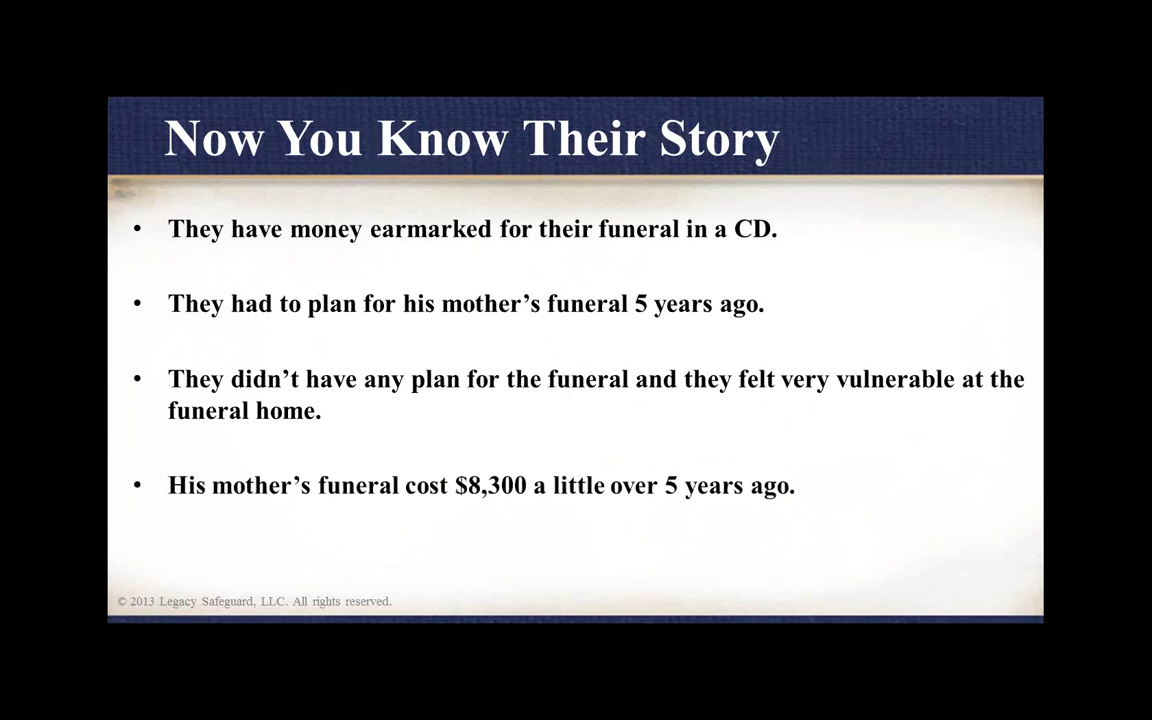 Now You Know Their Story
• They have money earmarked for their funeral in a CD.
• They had to plan for his mother’s funeral 5 years ago.
• They didn’t have any plan for the funeral and they felt very vulnerable at the
funeral home.
• His mother’s funeral cost $8,300 a little over 5 years ago.
© 2013 Legacy Safeguard, LLC. All rights reserved.